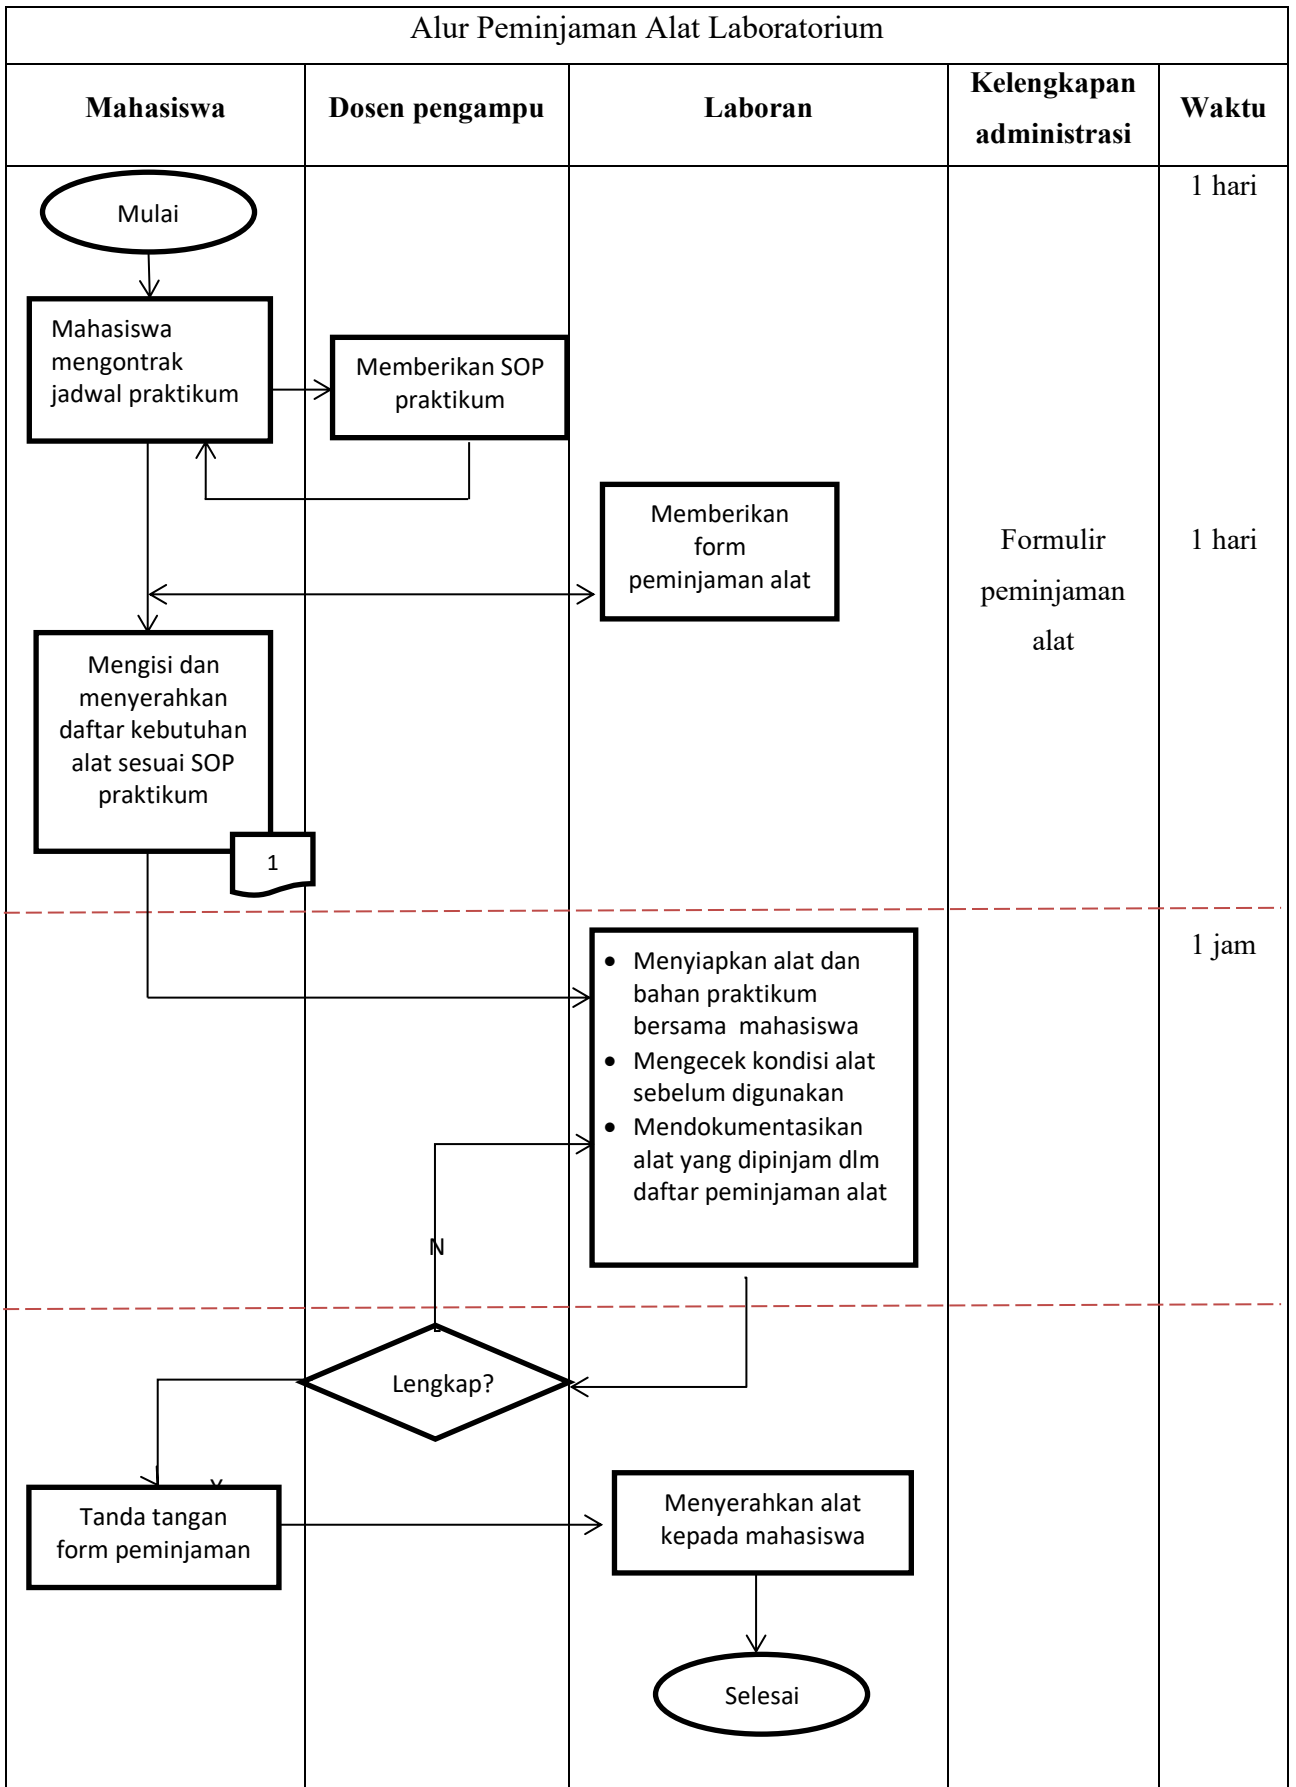 Alur Peminjaman Alat Laboratorium
Mahasiswa
Dosen pengampu
Laboran
Kelengkapan
administrasi
Waktu
Mulai
1 hari
Mahasiswa
mengontrak
jadwal praktikum
Memberikan SOP
praktikum
Memberikan
form
peminjaman alat
Formulir
peminjaman
alat
1 hari
Mengisi dan
menyerahkan
daftar kebutuhan
alat sesuai SOP
praktikum
1
• Menyiapkan alat dan
bahan praktikum
bersama mahasiswa
• Mengecek kondisi alat
sebelum digunakan
• Mendokumentasikan
alat yang dipinjam dlm
daftar peminjaman alat
1 jam
N
Lengkap?
Tanda tangan
form peminjaman
Menyerahkan alat
kepada mahasiswa
Selesai